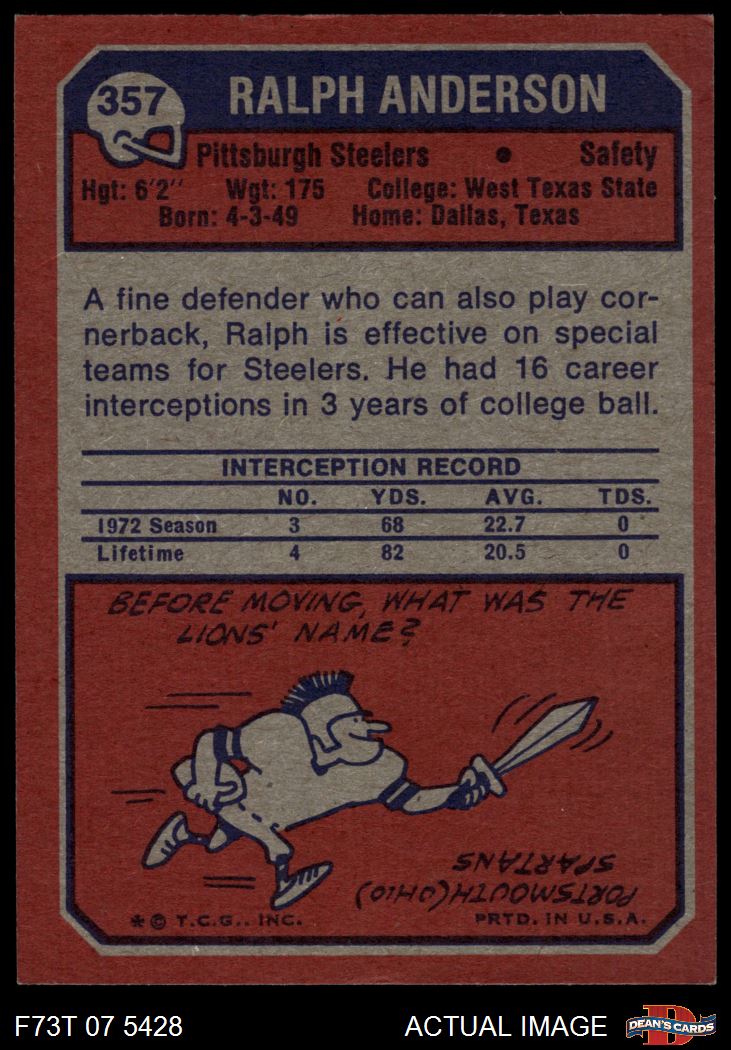 357
RALPH ANDERSON
Pittsburgh Steelers • Safety
Hgt: 6'2" Wgt: 175 College: West Texas State
Born: 4-3-49 Home: Dallas, Texas
A fine defender who can also play cor-
nerback, Ralph is effective on special
teams for Steelers. He had 16 career
interceptions in 3 years of college ball.
INTERCEPTION RECORD
NO. YDS. AVG. TDS.
1972 Season 3 68 22.7 0
Lifetime 4 82 20.5 0
BEFORE MOVING, WHAT WAS THE
LIONS' NAME?
PORTSMOUTH (OHIO)
SPARTANS
* © T.C.G., INC. PRTD. IN U.S.A.
F73T 07 5428 ACTUAL IMAGE
D
DEAN'S CARDS